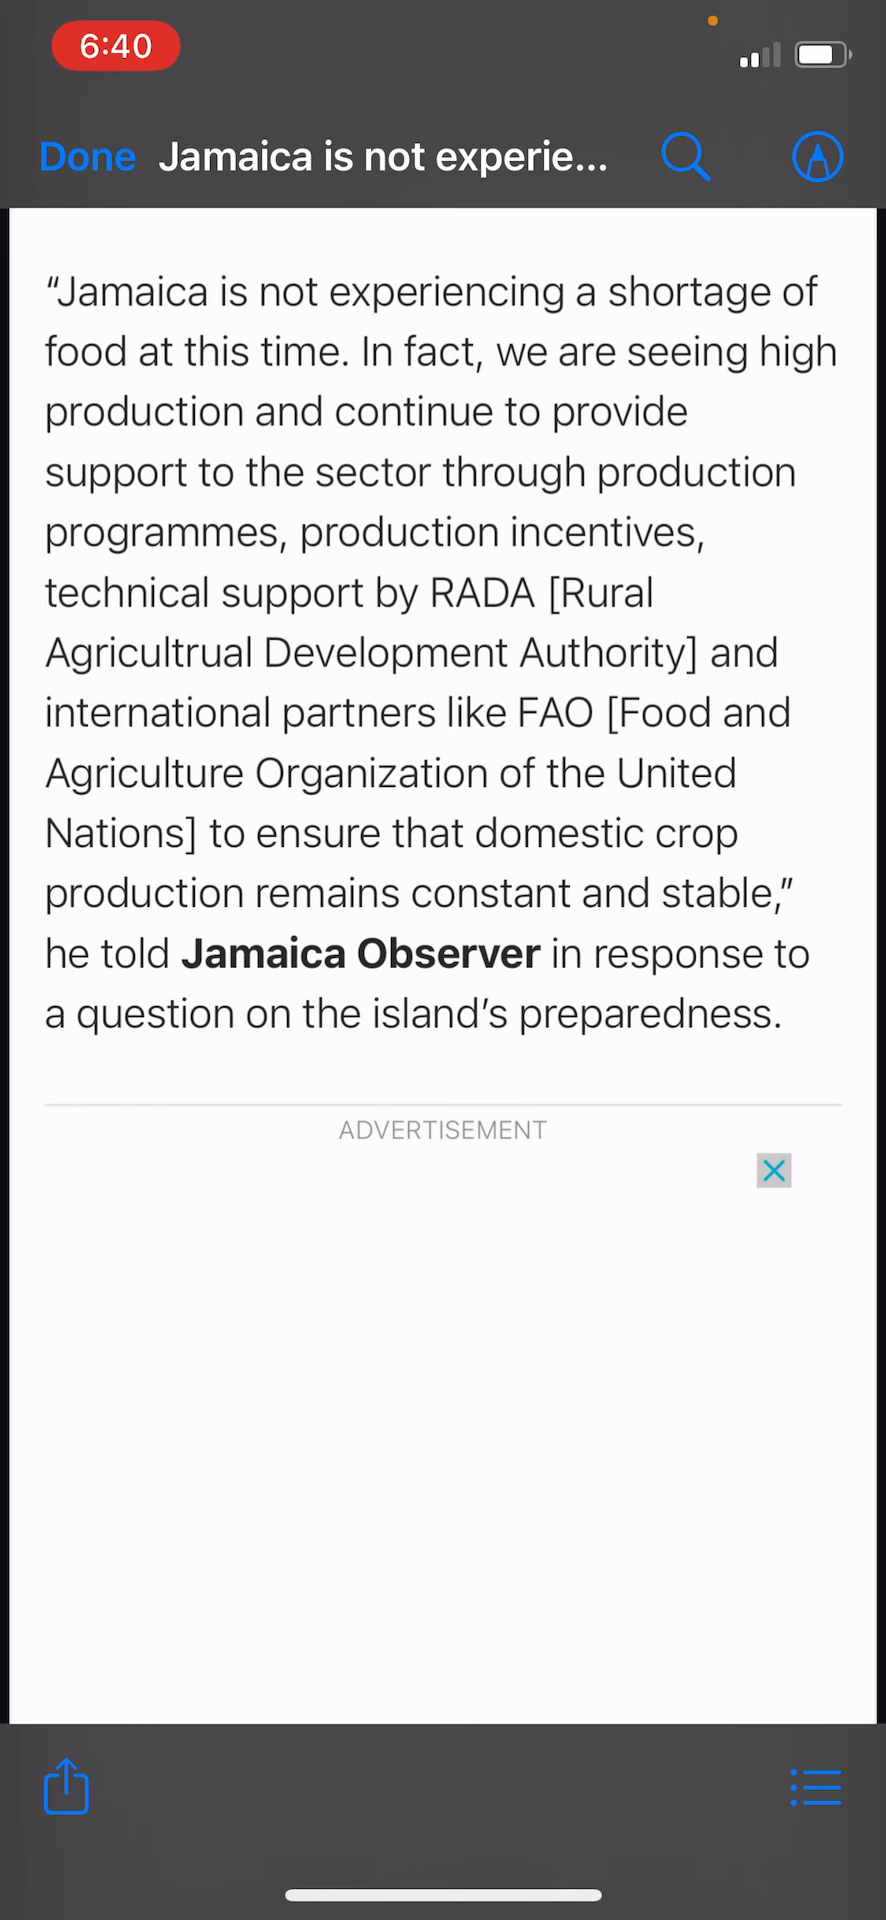 6:40
Done Jamaica is not experie...
“Jamaica is not experiencing a shortage of
food at this time. In fact, we are seeing high
production and continue to provide
support to the sector through production
programmes, production incentives,
technical support by RADA [Rural
Agricultrual Development Authority] and
international partners like FAO [Food and
Agriculture Organization of the United
Nations] to ensure that domestic crop
production remains constant and stable,”
he told Jamaica Observer in response to
a question on the island’s preparedness.
ADVERTISEMENT